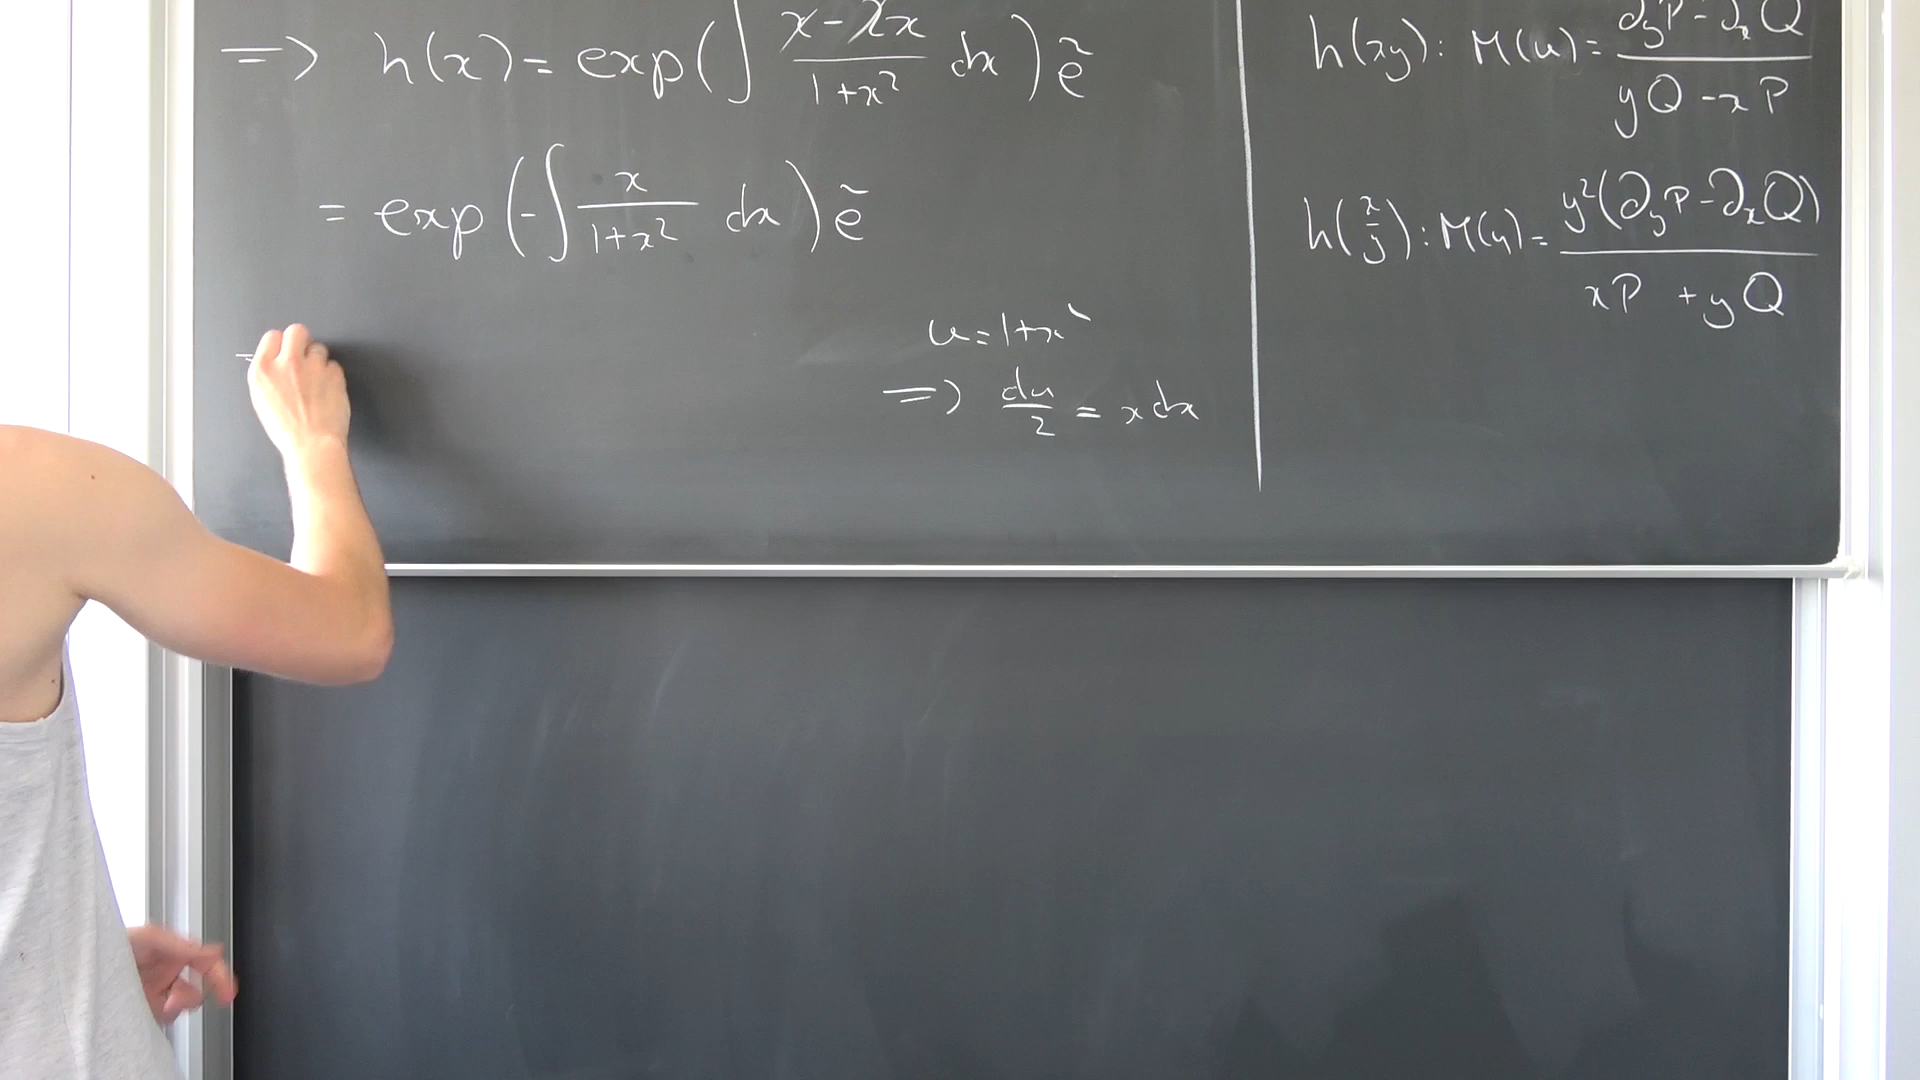 => h(x) = exp(∫ (x-2x)/(1+x²) dx) ẽ
= exp(-∫ x/(1+x²) dx) ẽ
u = 1+x²
=> du/2 = x dx
h(xy): M(u) = (∂yP - ∂xQ)/(yQ - xP)
h(x/y): M(u) = y²(∂yP - ∂xQ)/(xP + yQ)